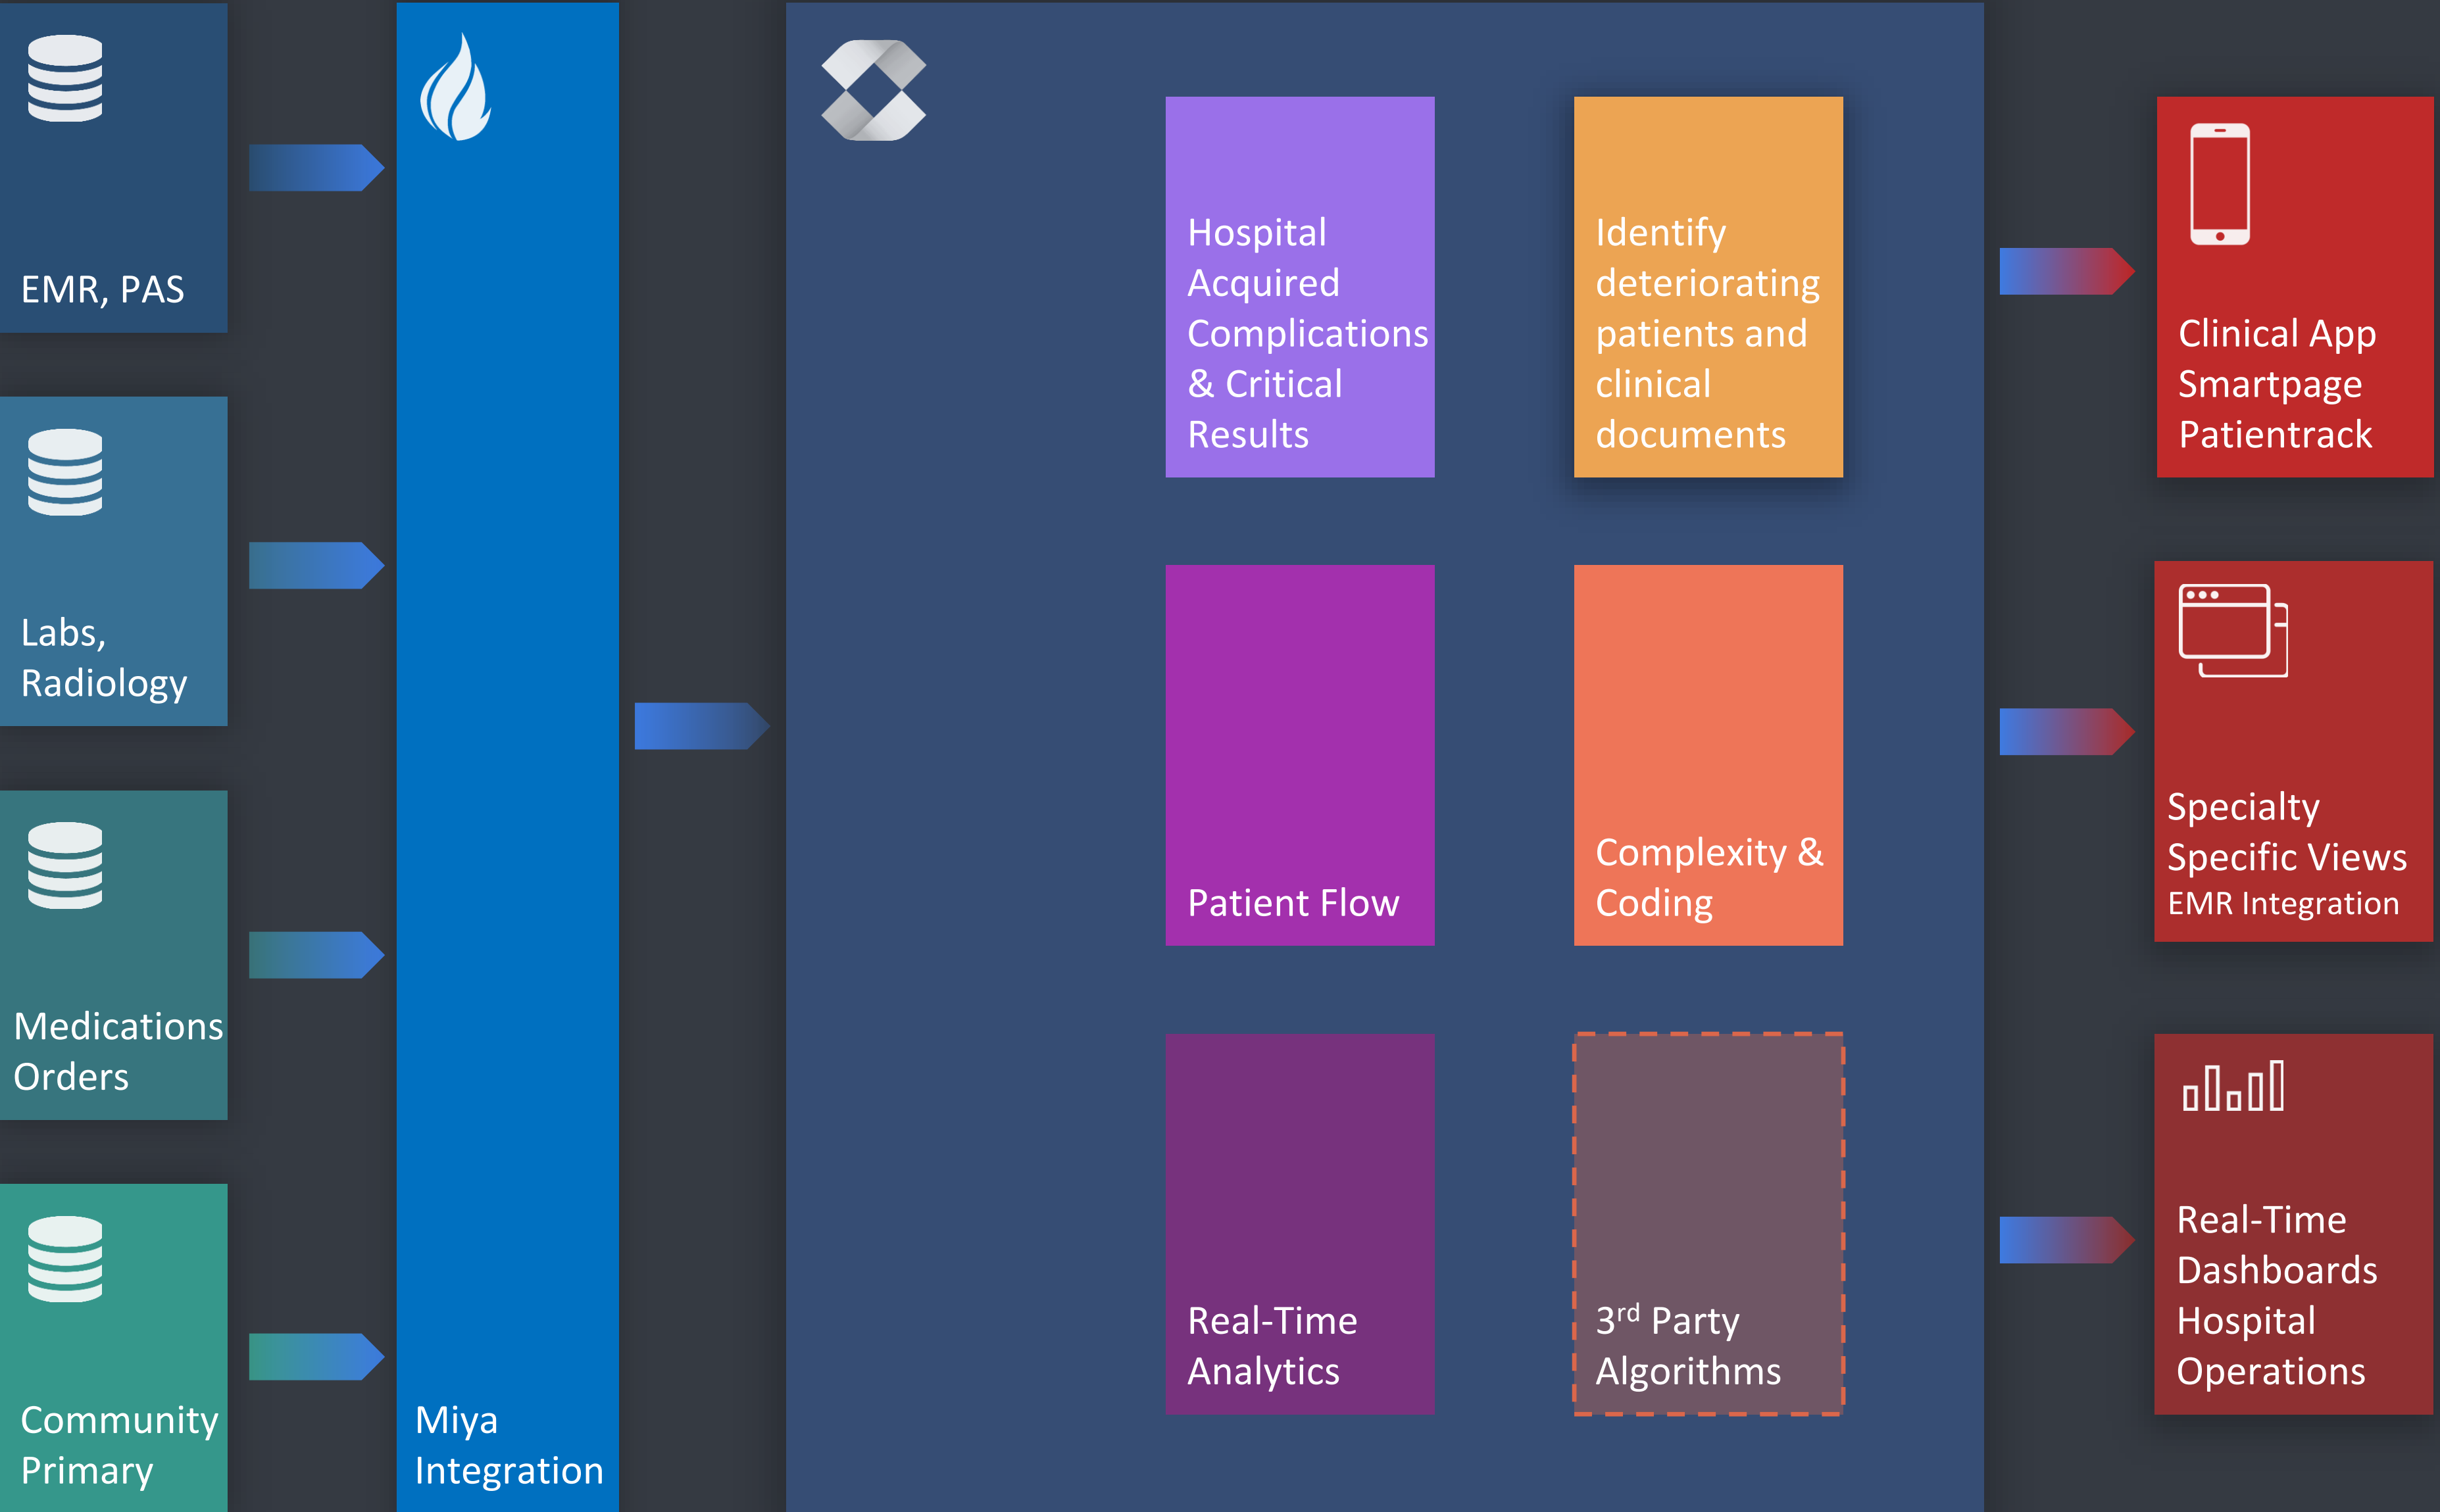 EMR, PAS
Labs,
Radiology
Medications
Orders
Community
Primary
Miya
Integration
Hospital
Acquired
Complications
& Critical
Results
Identify
deteriorating
patients and
clinical
documents
Patient Flow
Complexity &
Coding
Real-Time
Analytics
3rd Party
Algorithms
Clinical App
Smartpage
Patientrack
Specialty
Specific Views
EMR Integration
Real-Time
Dashboards
Hospital
Operations